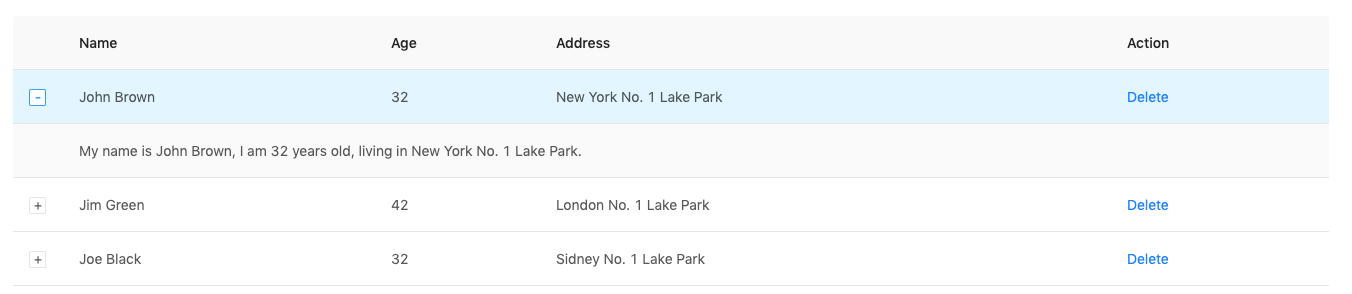 Name Age Address Action
- John Brown 32 New York No. 1 Lake Park Delete
My name is John Brown, I am 32 years old, living in New York No. 1 Lake Park.
+ Jim Green 42 London No. 1 Lake Park Delete
+ Joe Black 32 Sidney No. 1 Lake Park Delete